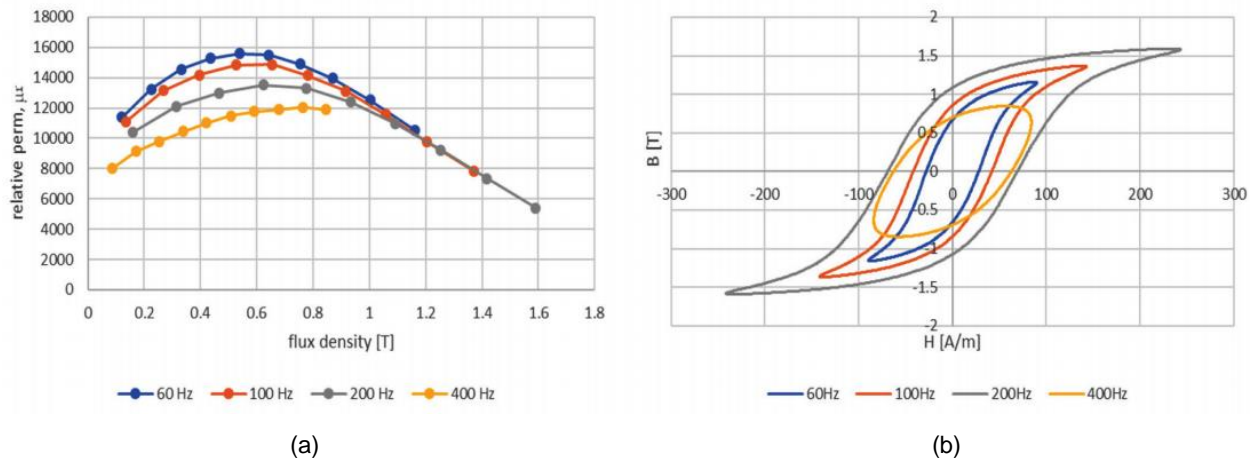 18000
16000
14000
12000
10000
8000
6000
4000
2000
0
relative perm, μx
0 0.2 0.4 0.6 0.8 1 1.2 1.4 1.6 1.8
flux density [T]
60 Hz 100 Hz 200 Hz 400 Hz
(a)
2
1.5
1
0.5
0
-0.5
-1
-1.5
-2
B [T]
-300 -200 -100 0 100 200 300
H [A/m]
60Hz 100Hz 200Hz 400Hz
(b)